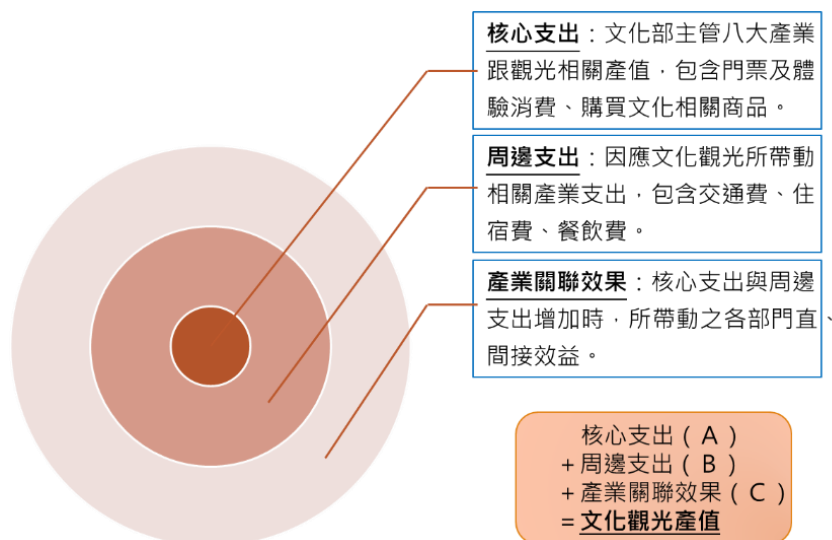 核心支出：文化部主管八大產業
跟觀光相關產值，包含門票及體
驗消費、購買文化相關商品。
周邊支出：因應文化觀光所帶動
相關產業支出，包含交通費、住
宿費、餐飲費。
產業關聯效果：核心支出與周邊
支出增加時，所帶動之各部門直、
間接效益。
核心支出（A）
+周邊支出（B）
+產業關聯效果（C）
=文化觀光產值